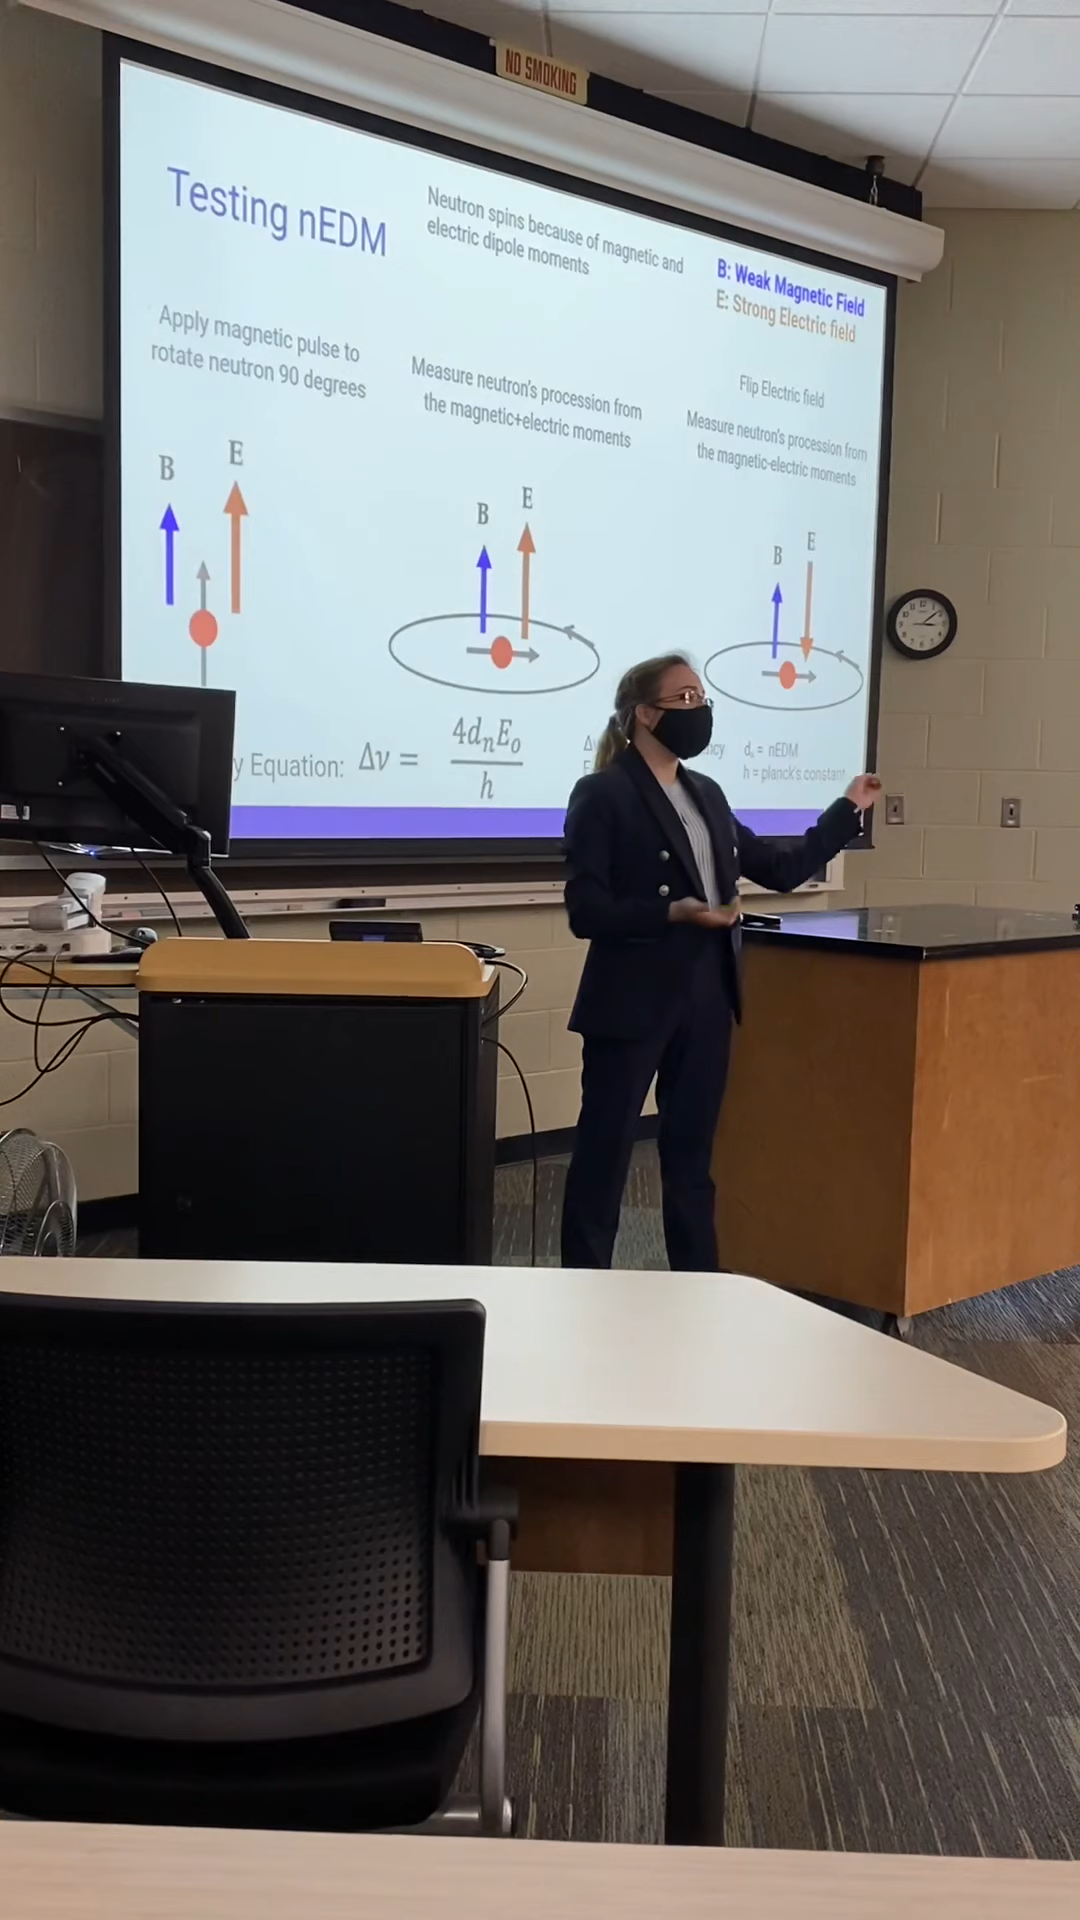 NO SMOKING
Testing nEDM
Neutron spins because of magnetic and
electric dipole moments
B: Weak Magnetic Field
E: Strong Electric field
Apply magnetic pulse to
rotate neutron 90 degrees
Measure neutron's procession from
the magnetic+electric moments
Flip Electric field
Measure neutron's procession from
the magnetic-electric moments
B E
B E
B E
y Equation: Δν = 4dₙEₒ / h
dₙ = nEDM
h = planck's constant